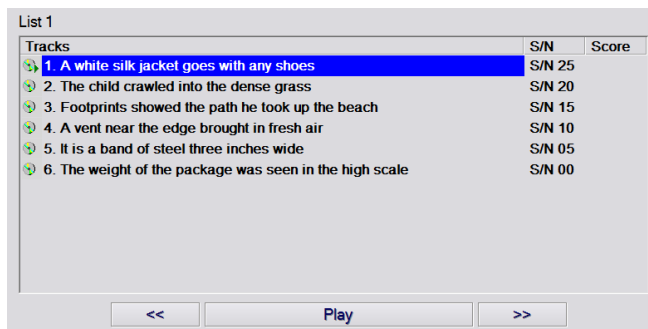 List 1
Tracks S/N Score
1. A white silk jacket goes with any shoes S/N 25
2. The child crawled into the dense grass S/N 20
3. Footprints showed the path he took up the beach S/N 15
4. A vent near the edge brought in fresh air S/N 10
5. It is a band of steel three inches wide S/N 05
6. The weight of the package was seen in the high scale S/N 00
<< Play >>